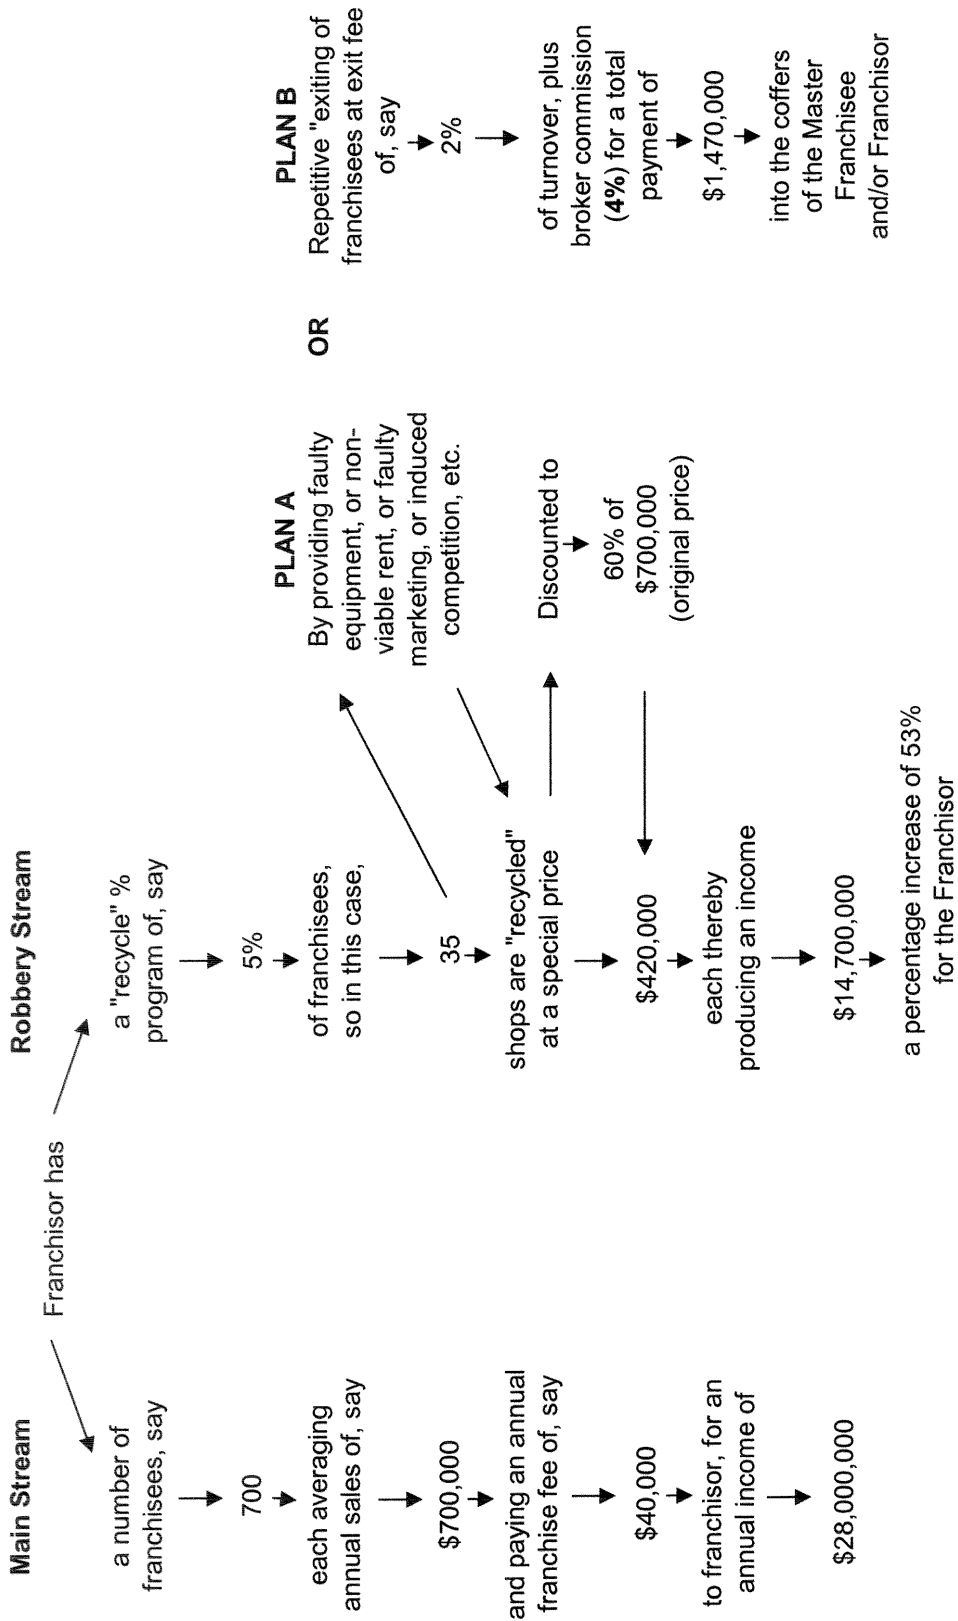 Main Stream
Robbery Stream
Franchisor has
a number of
franchisees, say
700
each averaging
annual sales of, say
$700,000
and paying an annual
franchise fee of, say
$40,000
to franchisor, for an
annual income of
$28,000,000
a "recycle" %
program of, say
5%
of franchisees,
so in this case,
35
shops are "recycled"
at a special price
$420,000
each thereby
producing an income
$14,700,000
a percentage increase of 53%
for the Franchisor
PLAN A
By providing faulty
equipment, or non-
viable rent, or faulty
marketing, or induced
competition, etc.
Discounted to
60% of
$700,000
(original price)
OR
PLAN B
Repetitive "exiting of
franchisees at exit fee
of, say
2%
of turnover, plus
broker commission
(4%) for a total
payment of
$1,470,000
into the coffers
of the Master
Franchisee
and/or Franchisor